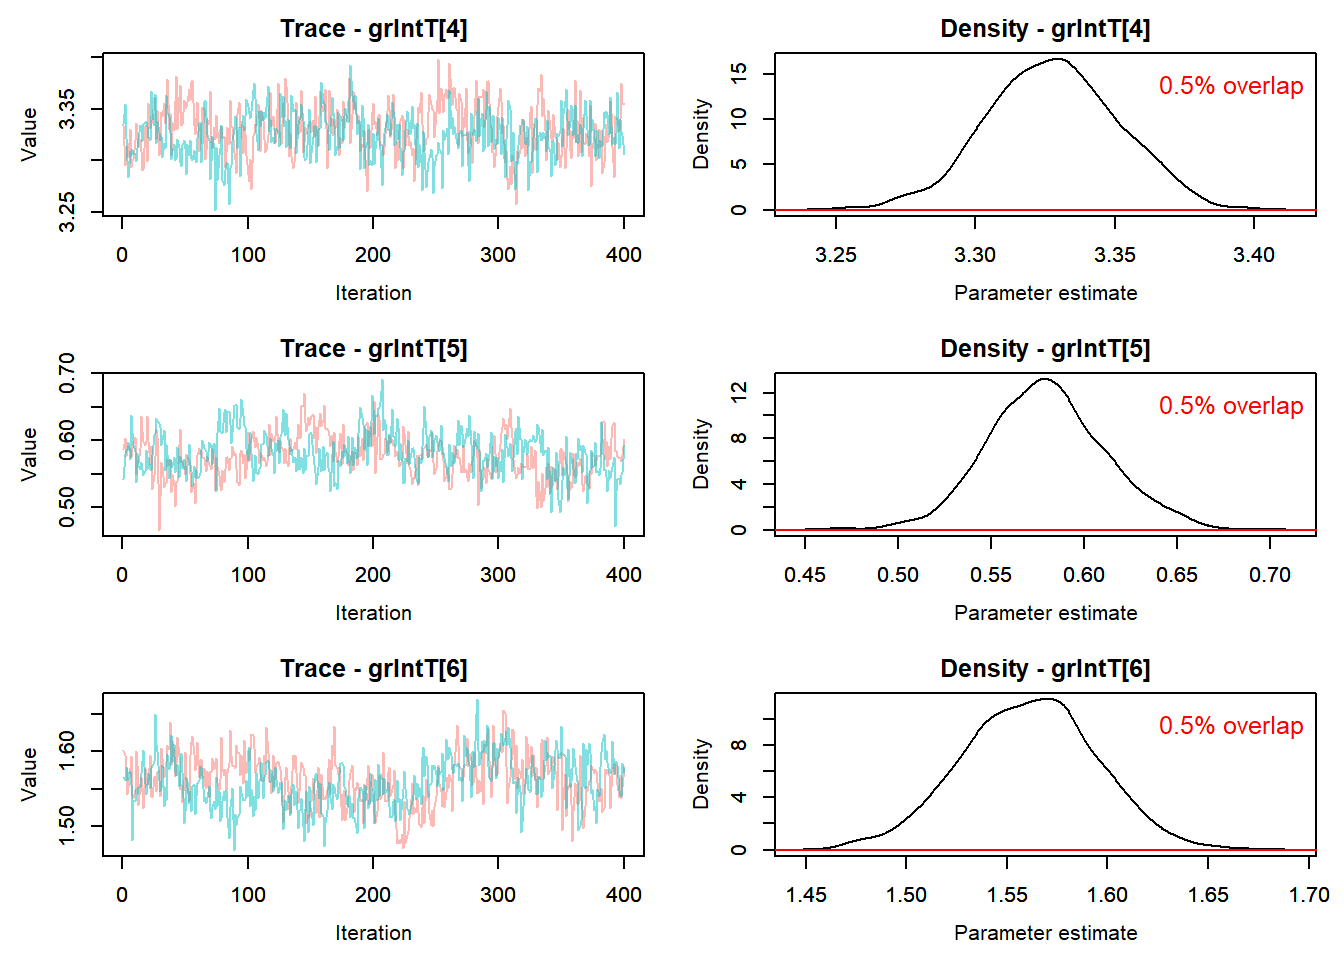 Trace - grIntT[4]
Value
3.25 3.35
0 100 200 300 400
Iteration
Density - grIntT[4]
0.5% overlap
Density
0 5 10 15
3.25 3.30 3.35 3.40
Parameter estimate
Trace - grIntT[5]
Value
0.50 0.60 0.70
0 100 200 300 400
Iteration
Density - grIntT[5]
0.5% overlap
Density
0 4 8 12
0.45 0.50 0.55 0.60 0.65 0.70
Parameter estimate
Trace - grIntT[6]
Value
1.50 1.60
0 100 200 300 400
Iteration
Density - grIntT[6]
0.5% overlap
Density
0 4 8
1.45 1.50 1.55 1.60 1.65 1.70
Parameter estimate